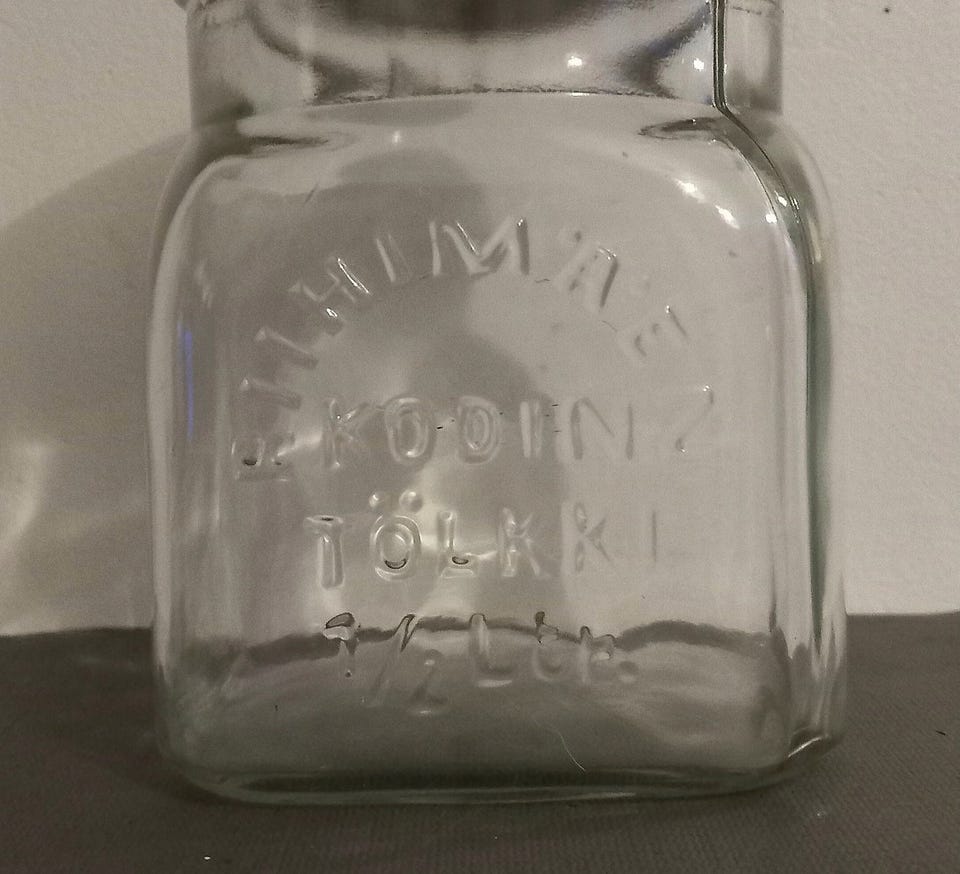 RIIHIMÄEN
KODIN
TÖLKKI
1/2 Ltr.